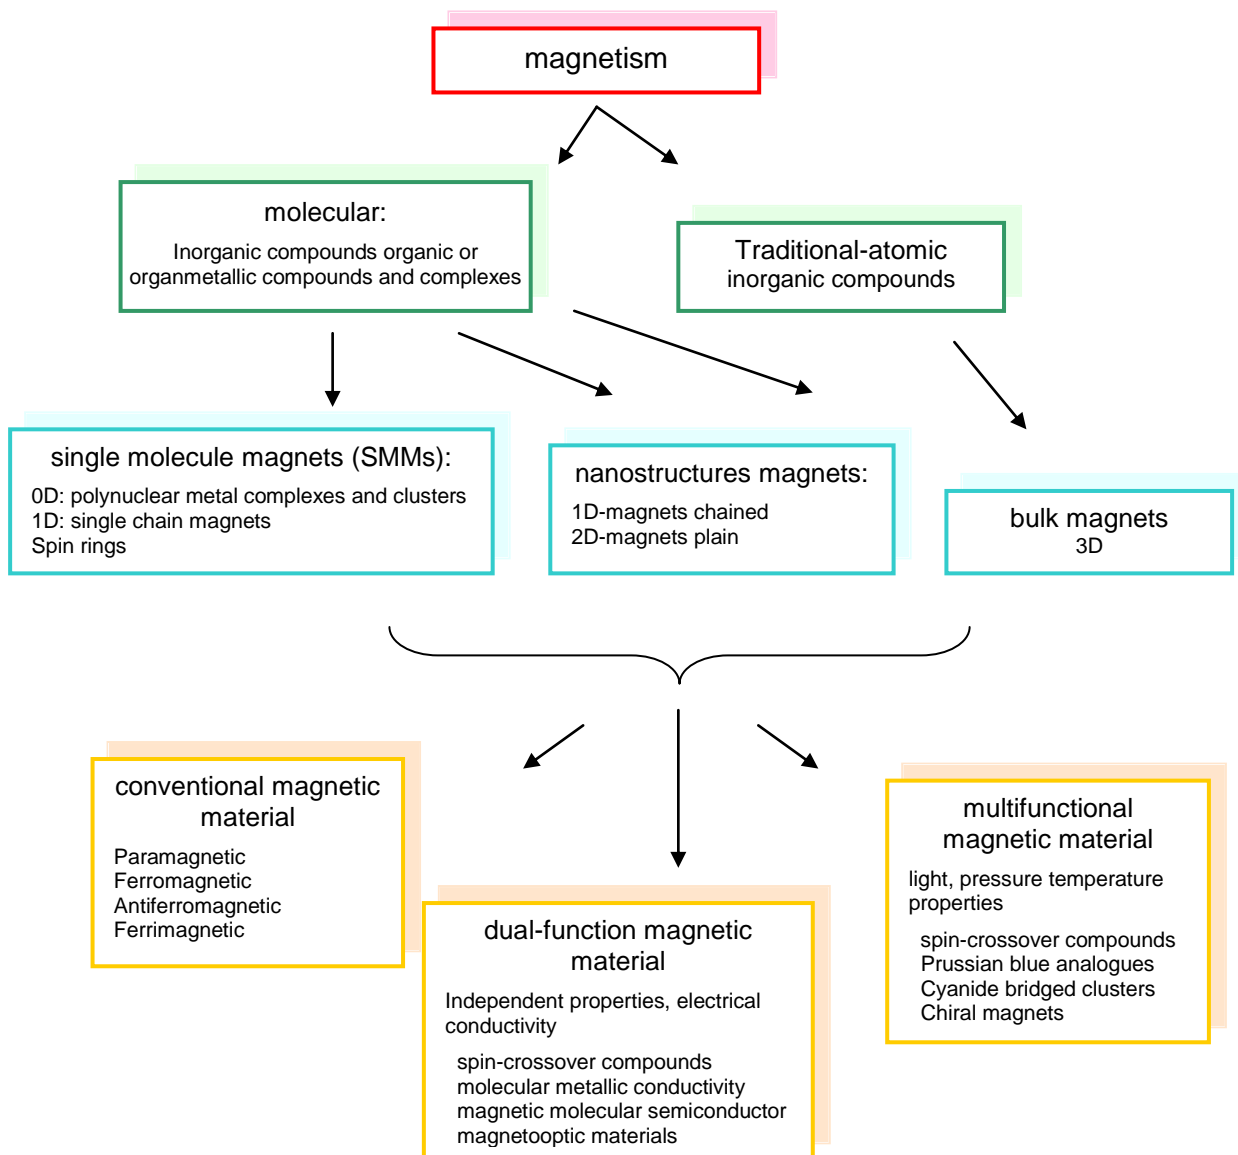 magnetism
molecular:
Inorganic compounds organic or
organmetallic compounds and complexes
Traditional-atomic
inorganic compounds
single molecule magnets (SMMs):
0D: polynuclear metal complexes and clusters
1D: single chain magnets
Spin rings
nanostructures magnets:
1D-magnets chained
2D-magnets plain
bulk magnets
3D
conventional magnetic
material
Paramagnetic
Ferromagnetic
Antiferromagnetic
Ferrimagnetic
dual-function magnetic
material
Independent properties, electrical
conductivity
spin-crossover compounds
molecular metallic conductivity
magnetic molecular semiconductor
magnetooptic materials
multifunctional
magnetic material
light, pressure temperature
properties
spin-crossover compounds
Prussian blue analogues
Cyanide bridged clusters
Chiral magnets